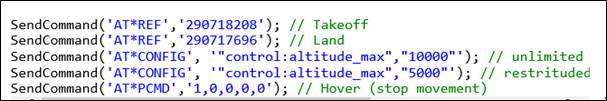 SendCommand('AT*REF','290718208'); // Takeoff
SendCommand('AT*REF','290717696'); // Land
SendCommand('AT*CONFIG', '"control:altitude_max","10000"'); // unlimited
SendCommand('AT*CONFIG', '"control:altitude_max","5000"'); // restrituded
SendCommand('AT*PCMD','1,0,0,0,0'); // Hover (stop movement)